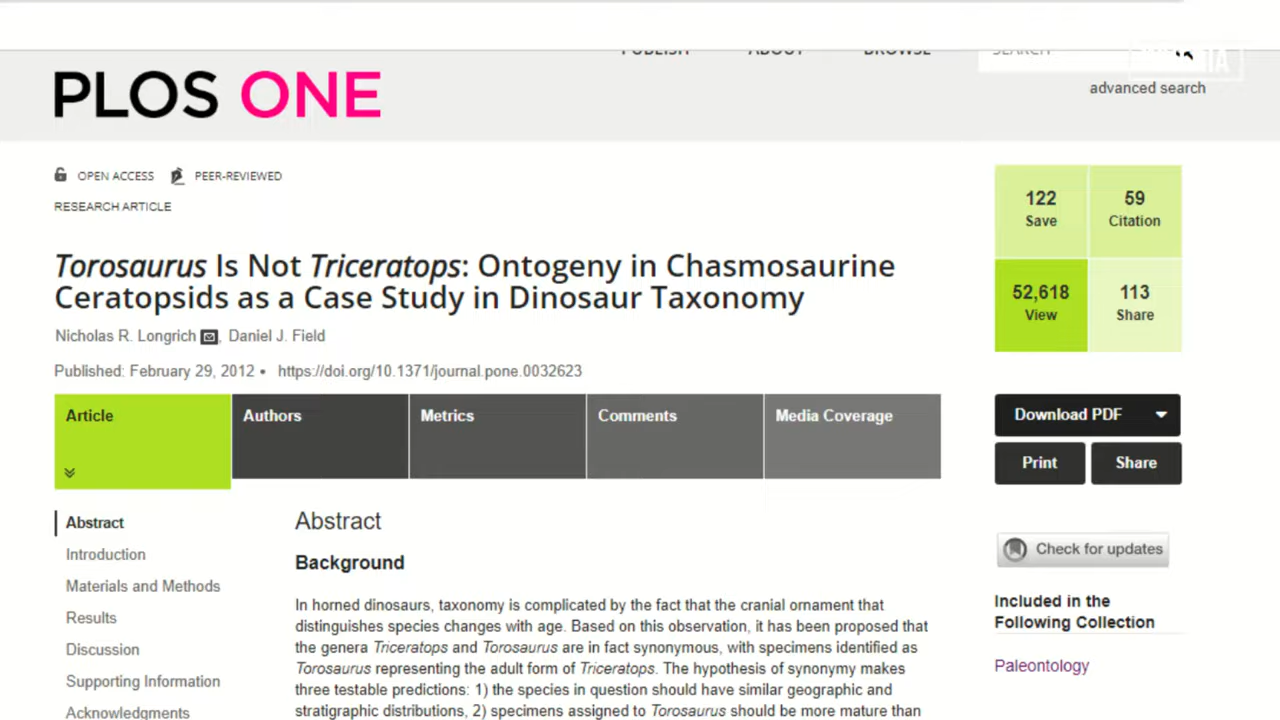 PUBLISH ABOUT BROWSE SEARCH
PLOS ONE
advanced search
OPEN ACCESS PEER-REVIEWED
RESEARCH ARTICLE
Torosaurus Is Not Triceratops: Ontogeny in Chasmosaurine
Ceratopsids as a Case Study in Dinosaur Taxonomy
Nicholas R. Longrich , Daniel J. Field
Published: February 29, 2012 • https://doi.org/10.1371/journal.pone.0032623
122
Save
59
Citation
52,618
View
113
Share
Article
Authors
Metrics
Comments
Media Coverage
Download PDF
Print
Share
Check for updates
Included in the
Following Collection
Paleontology
Abstract
Introduction
Materials and Methods
Results
Discussion
Supporting Information
Acknowledgments
Abstract
Background
In horned dinosaurs, taxonomy is complicated by the fact that the cranial ornament that
distinguishes species changes with age. Based on this observation, it has been proposed that
the genera Triceratops and Torosaurus are in fact synonymous, with specimens identified as
Torosaurus representing the adult form of Triceratops. The hypothesis of synonymy makes
three testable predictions: 1) the species in question should have similar geographic and
stratigraphic distributions, 2) specimens assigned to Torosaurus should be more mature than